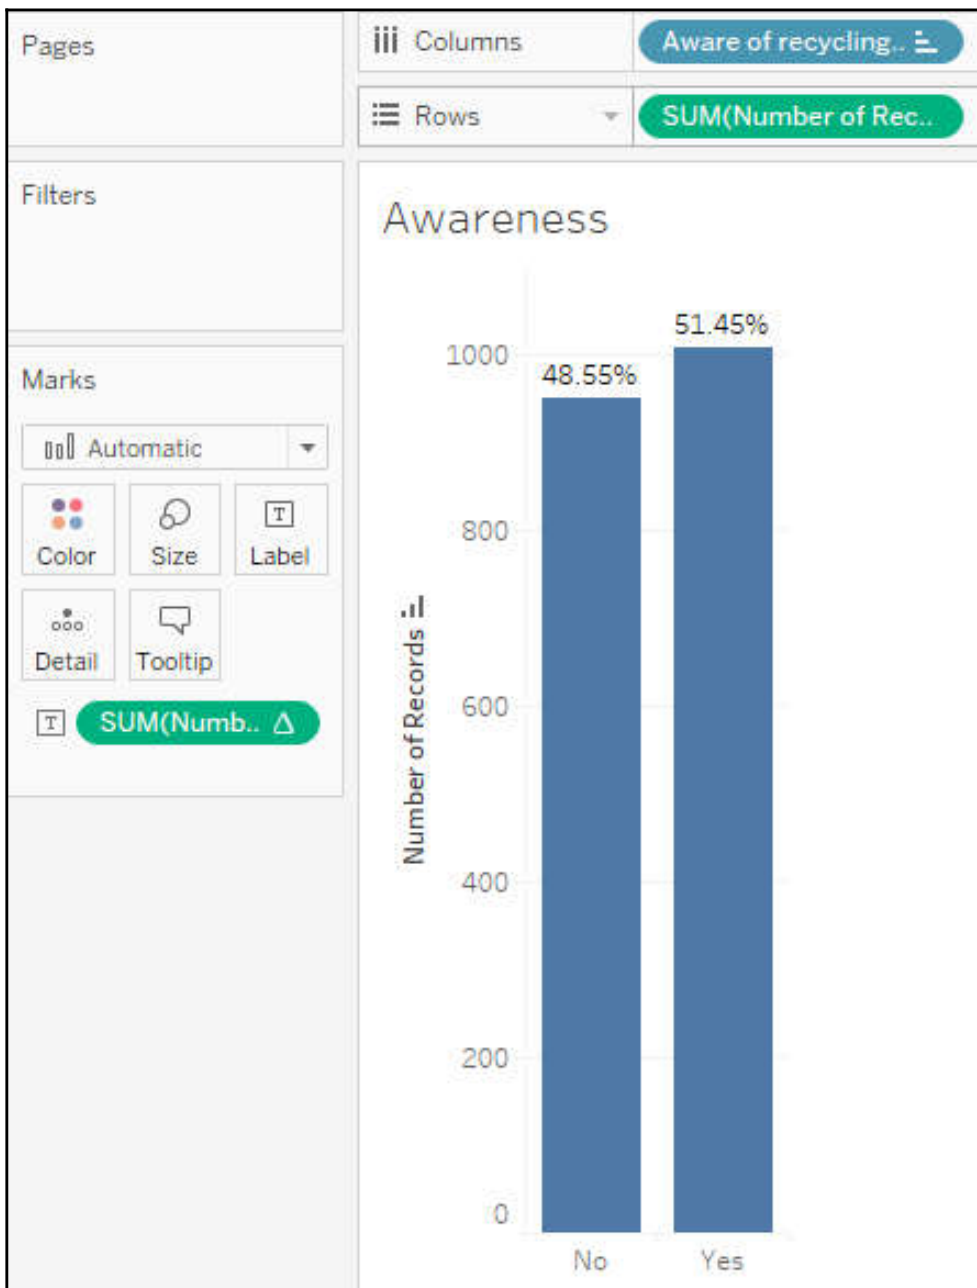 Pages
Columns
Aware of recycling..
Rows
SUM(Number of Rec..
Filters
Awareness
Marks
Automatic
Color
Size
T
Label
Detail
Tooltip
T
SUM(Numb.. Δ
51.45%
48.55%
1000
800
600
400
200
0
Number of Records
No
Yes